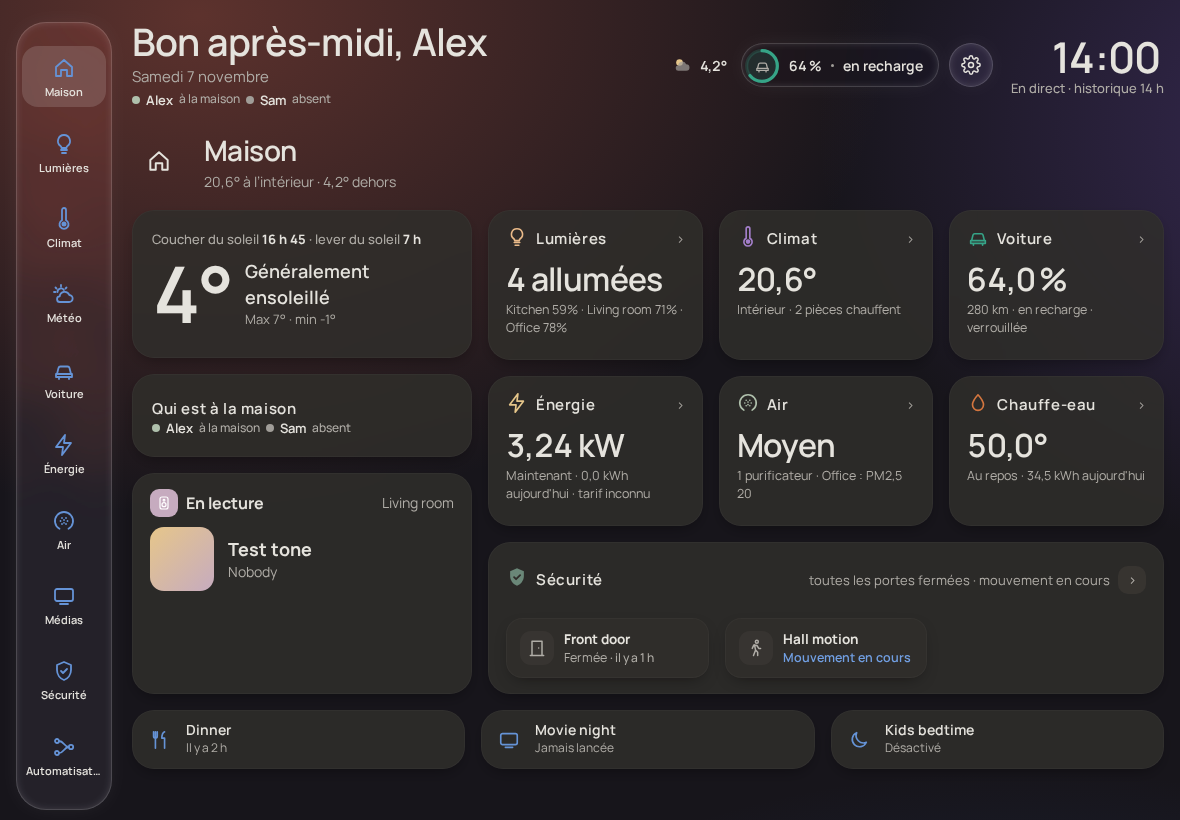 Bon après-midi, Alex
Samedi 7 novembre
Alex à la maison Sam absent
4,2°
64 % · en recharge
14:00
En direct · historique 14 h
Maison
Lumières
Climat
Météo
Voiture
Énergie
Air
Médias
Sécurité
Automatisat…
Maison
20,6° à l'intérieur · 4,2° dehors
Coucher du soleil 16 h 45 · lever du soleil 7 h
4°
Généralement
ensoleillé
Max 7° · min -1°
Lumières
4 allumées
Kitchen 59% · Living room 71% ·
Office 78%
Climat
20,6°
Intérieur · 2 pièces chauffent
Voiture
64,0 %
280 km · en recharge ·
verrouillée
Qui est à la maison
Alex à la maison Sam absent
Énergie
3,24 kW
Maintenant · 0,0 kWh
aujourd'hui · tarif inconnu
Air
Moyen
1 purificateur · Office : PM2,5
20
Chauffe-eau
50,0°
Au repos · 34,5 kWh aujourd'hui
En lecture
Living room
Test tone
Nobody
Sécurité
toutes les portes fermées · mouvement en cours
Front door
Fermée · il y a 1 h
Hall motion
Mouvement en cours
Dinner
Il y a 2 h
Movie night
Jamais lancée
Kids bedtime
Désactivé